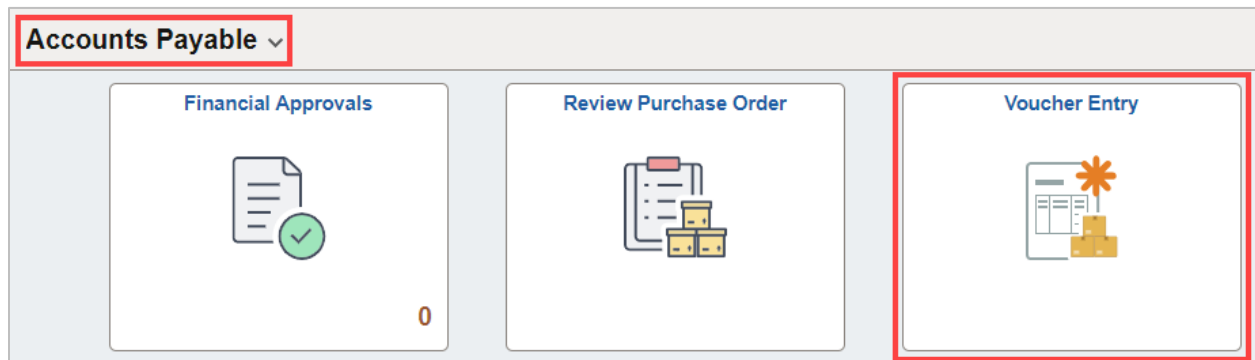 Accounts Payable
Financial Approvals
Review Purchase Order
Voucher Entry
0